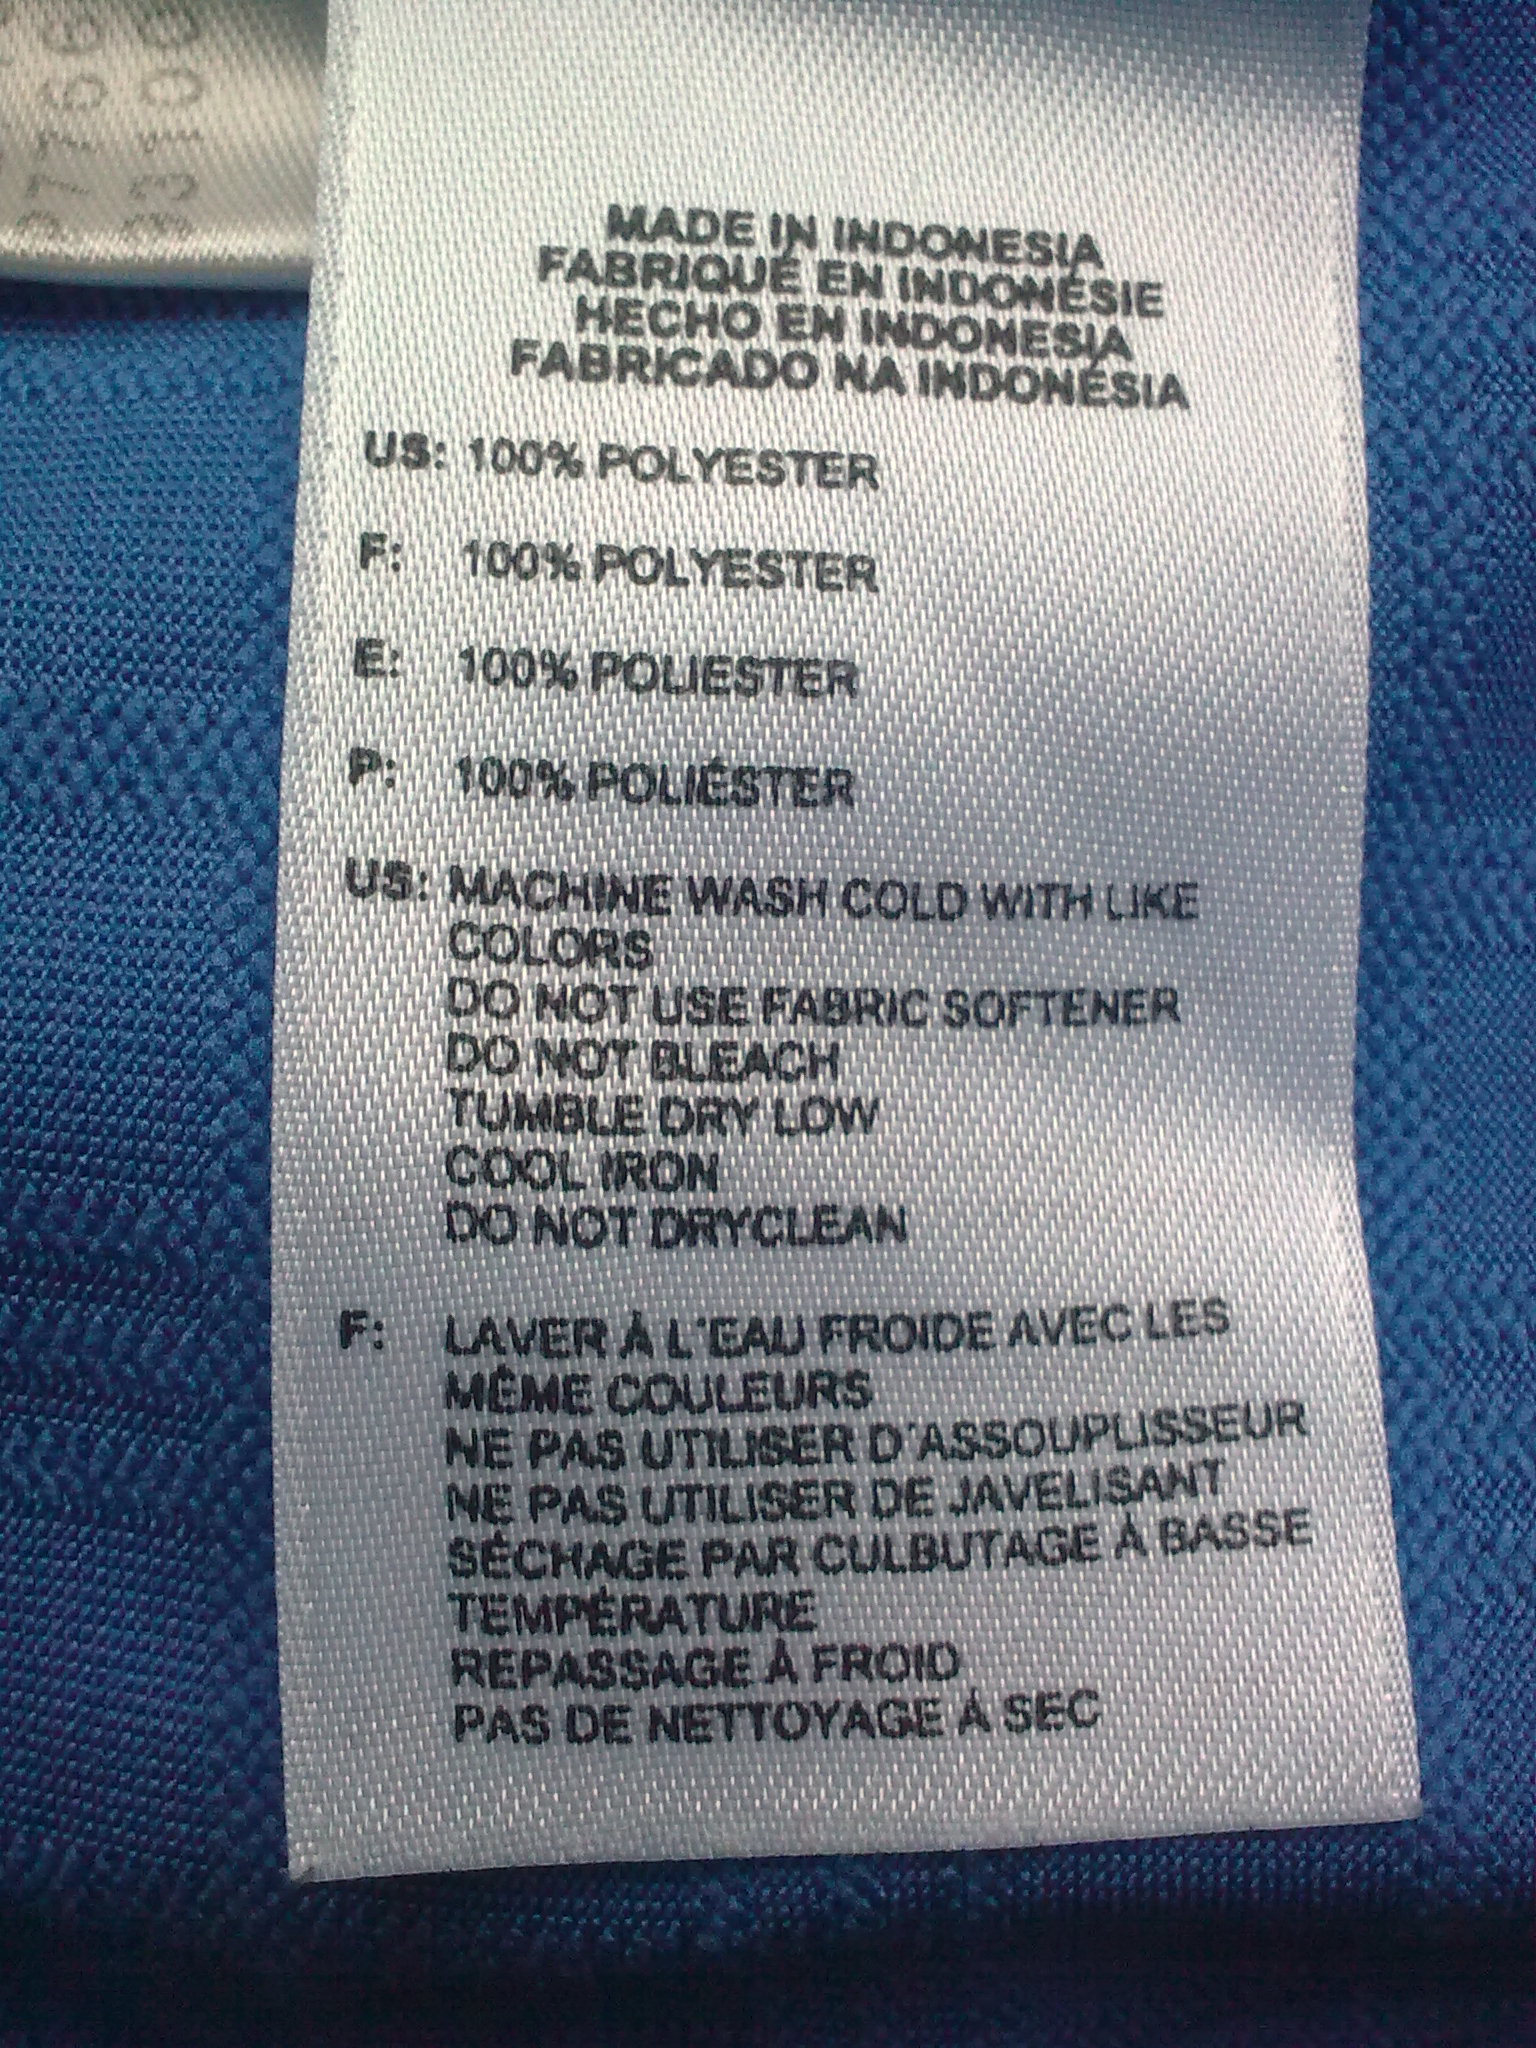 MADE IN INDONESIA
FABRIQUÉ EN INDONÉSIE
HECHO EN INDONESIA
FABRICADO NA INDONÉSIA
US: 100% POLYESTER
F: 100% POLYESTER
E: 100% POLIESTER
P: 100% POLIÉSTER
US: MACHINE WASH COLD WITH LIKE
COLORS
DO NOT USE FABRIC SOFTENER
DO NOT BLEACH
TUMBLE DRY LOW
COOL IRON
DO NOT DRYCLEAN
F: LAVER À L'EAU FROIDE AVEC LES
MÊME COULEURS
NE PAS UTILISER D'ASSOUPLISSEUR
NE PAS UTILISER DE JAVELISANT
SÉCHAGE PAR CULBUTAGE À BASSE
TEMPÉRATURE
REPASSAGE À FROID
PAS DE NETTOYAGE À SEC